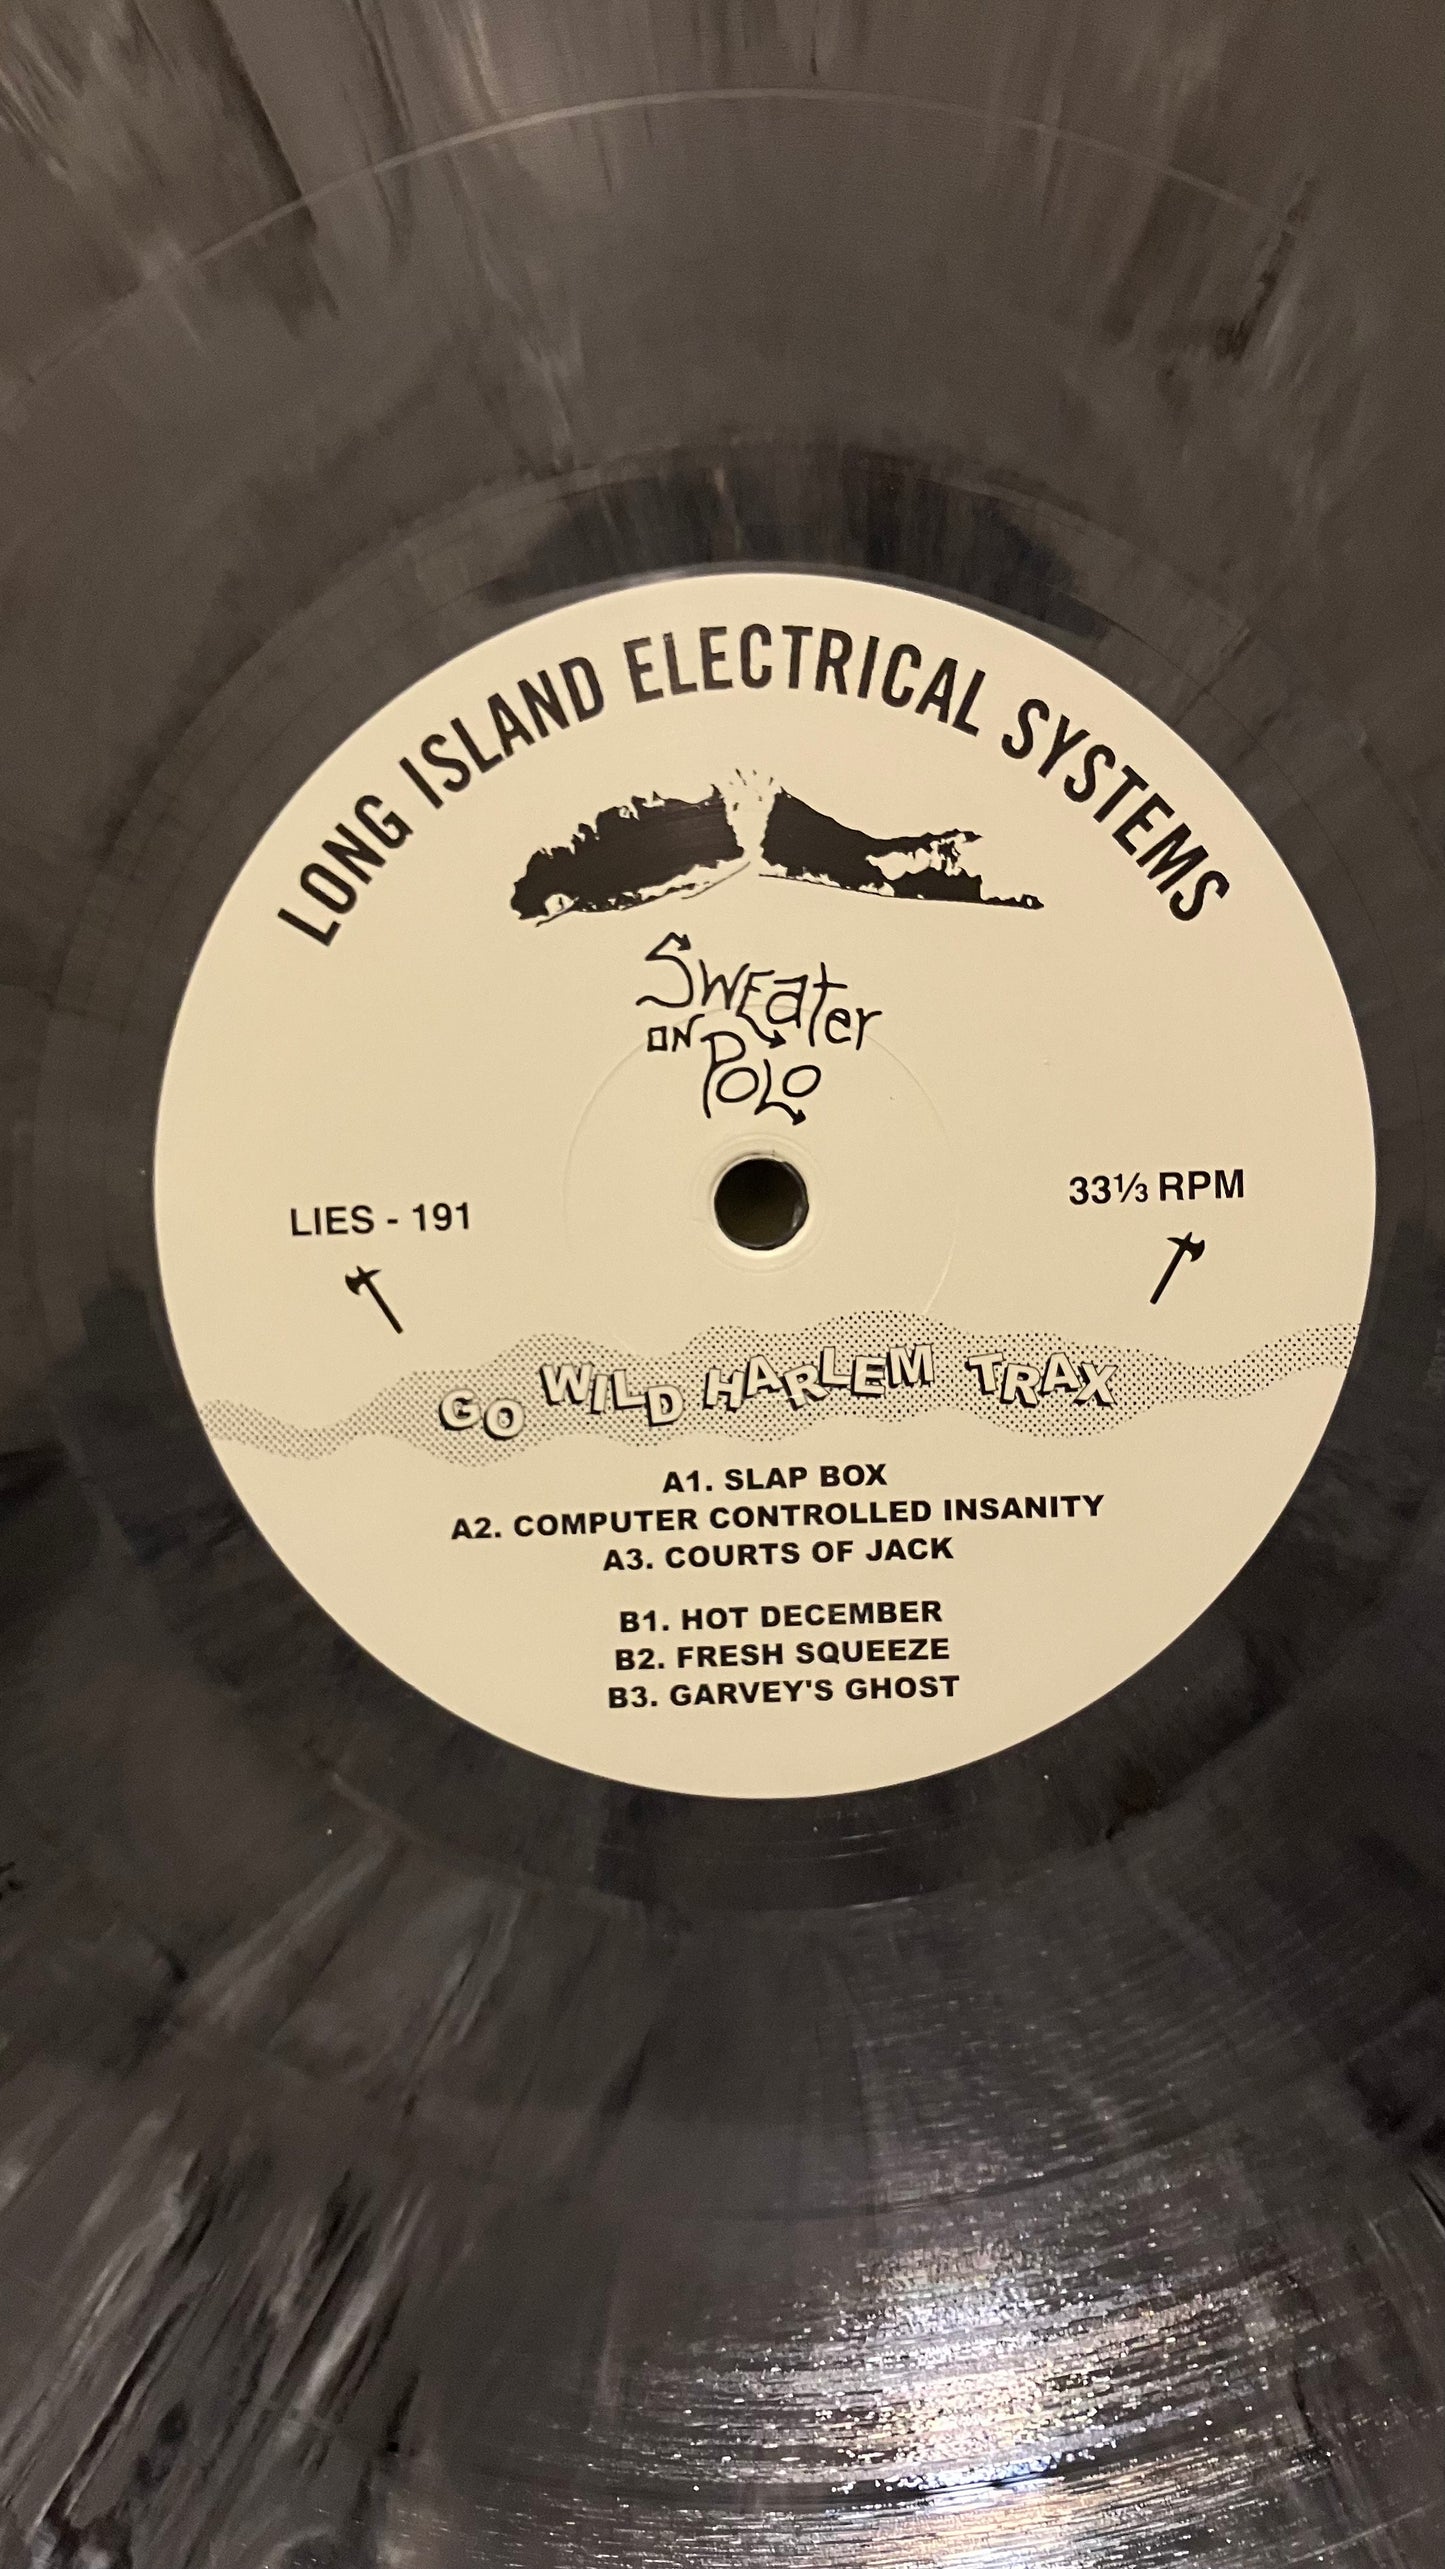 LONG ISLAND ELECTRICAL SYSTEMS
SWEater
ON
POLO
LIES - 191
33⅓ RPM
GO WILD HARLEM TRAX
A1. SLAP BOX
A2. COMPUTER CONTROLLED INSANITY
A3. COURTS OF JACK
B1. HOT DECEMBER
B2. FRESH SQUEEZE
B3. GARVEY'S GHOST